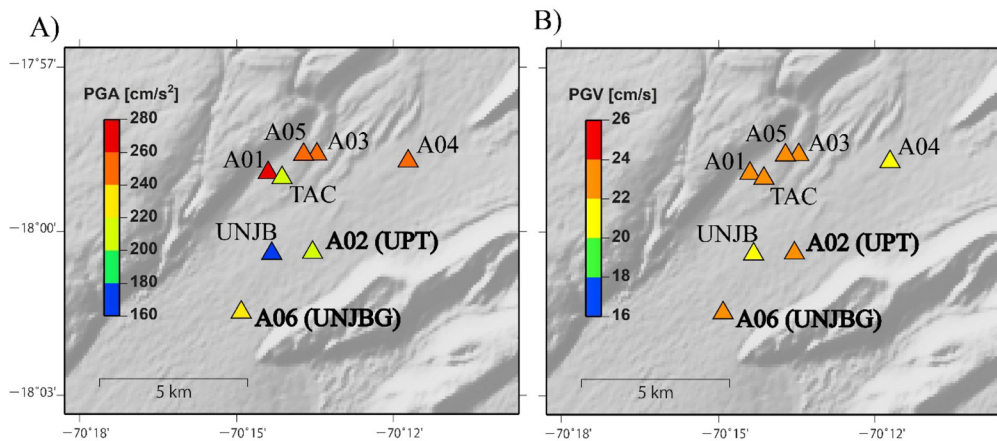 A)
−17°57'
PGA [cm/s²]
280
260
240
220
200
180
160
A05
A03
A04
A01
TAC
−18°00'
UNJB
A02 (UPT)
A06 (UNJBG)
5 km
−18°03'
−70°18'
−70°15'
−70°12'
B)
PGV [cm/s]
26
24
22
20
18
16
A05
A03
A04
A01
TAC
UNJB
A02 (UPT)
A06 (UNJBG)
5 km
−70°18'
−70°15'
−70°12'